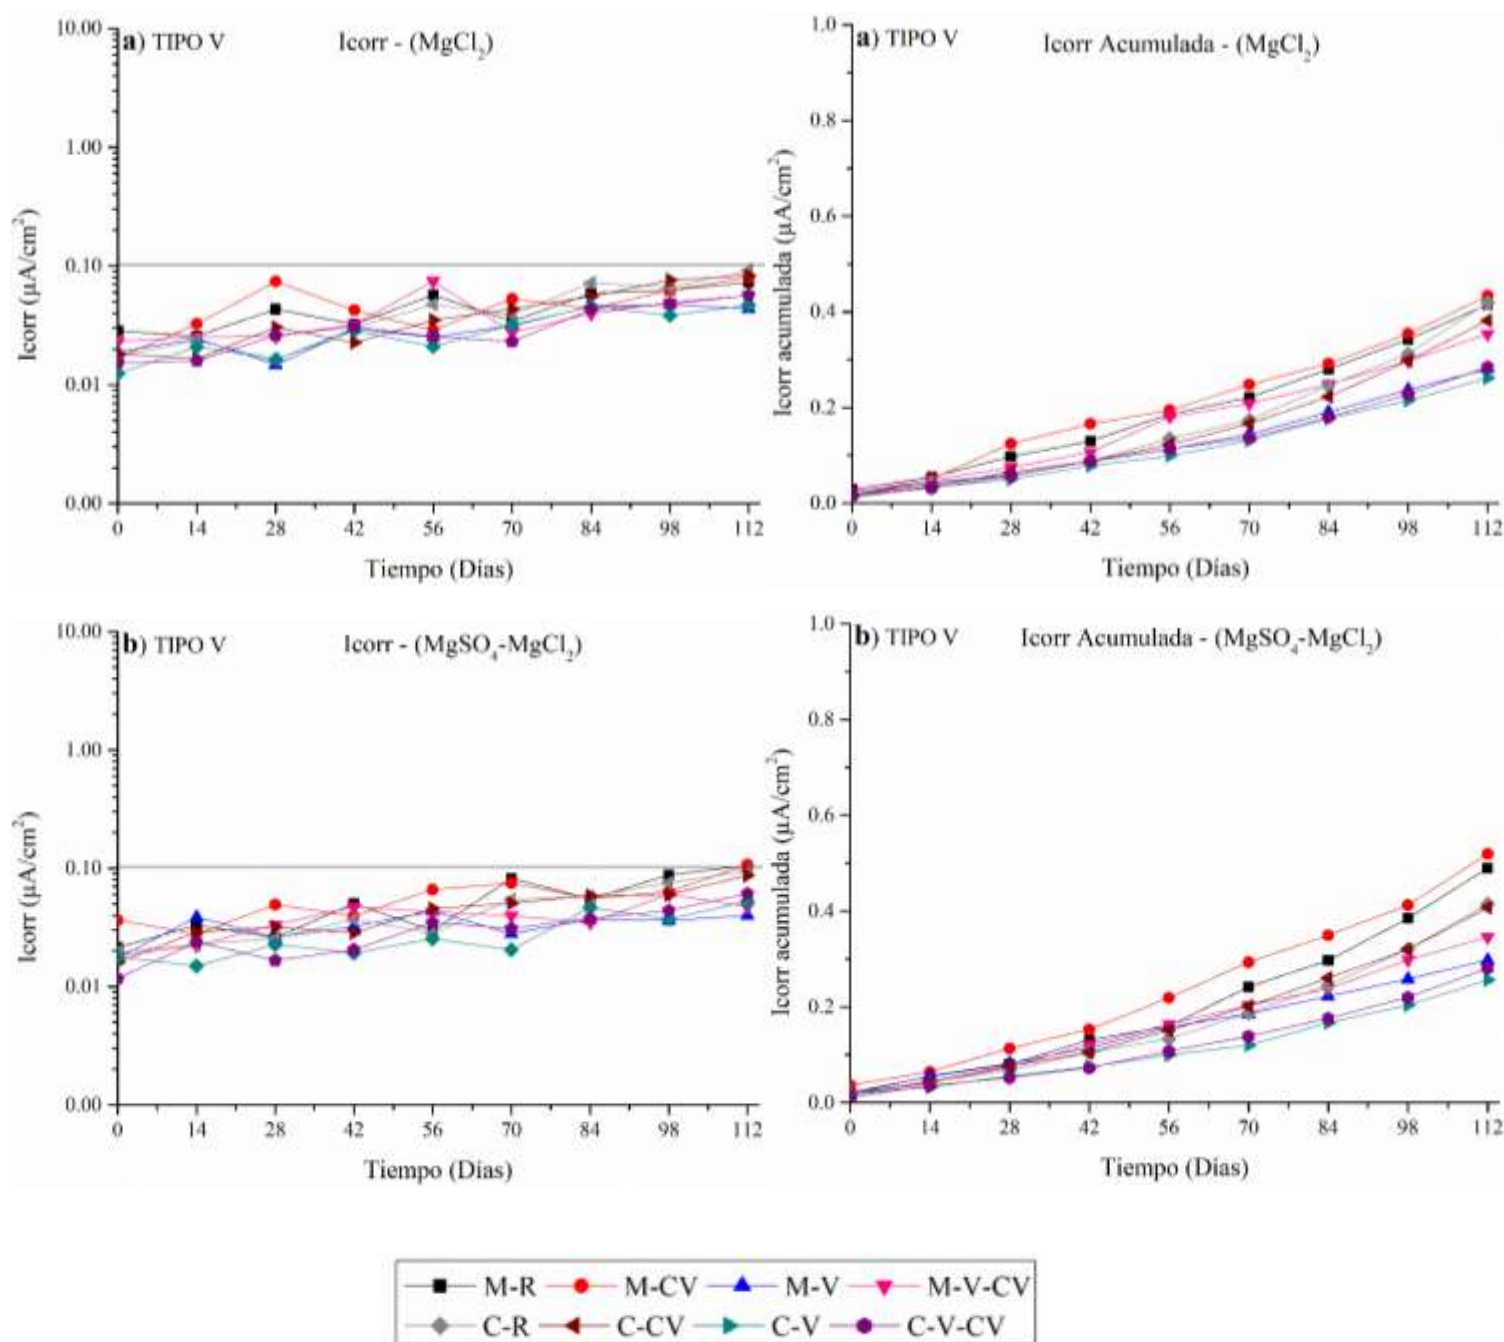 a) TIPO V Icorr - (MgCl₂)
10.00
1.00
0.10
0.01
0.00
Icorr (µA/cm²)
0 14 28 42 56 70 84 98 112
Tiempo (Días)
a) TIPO V Icorr Acumulada - (MgCl₂)
1.0
0.8
0.6
0.4
0.2
0.0
Icorr acumulada (µA/cm²)
0 14 28 42 56 70 84 98 112
Tiempo (Días)
b) TIPO V Icorr - (MgSO₄-MgCl₂)
10.00
1.00
0.10
0.01
0.00
Icorr (µA/cm²)
0 14 28 42 56 70 84 98 112
Tiempo (Días)
b) TIPO V Icorr Acumulada - (MgSO₄-MgCl₂)
1.0
0.8
0.6
0.4
0.2
0.0
Icorr acumulada (µA/cm²)
0 14 28 42 56 70 84 98 112
Tiempo (Días)
M-R M-CV M-V M-V-CV
C-R C-CV C-V C-V-CV